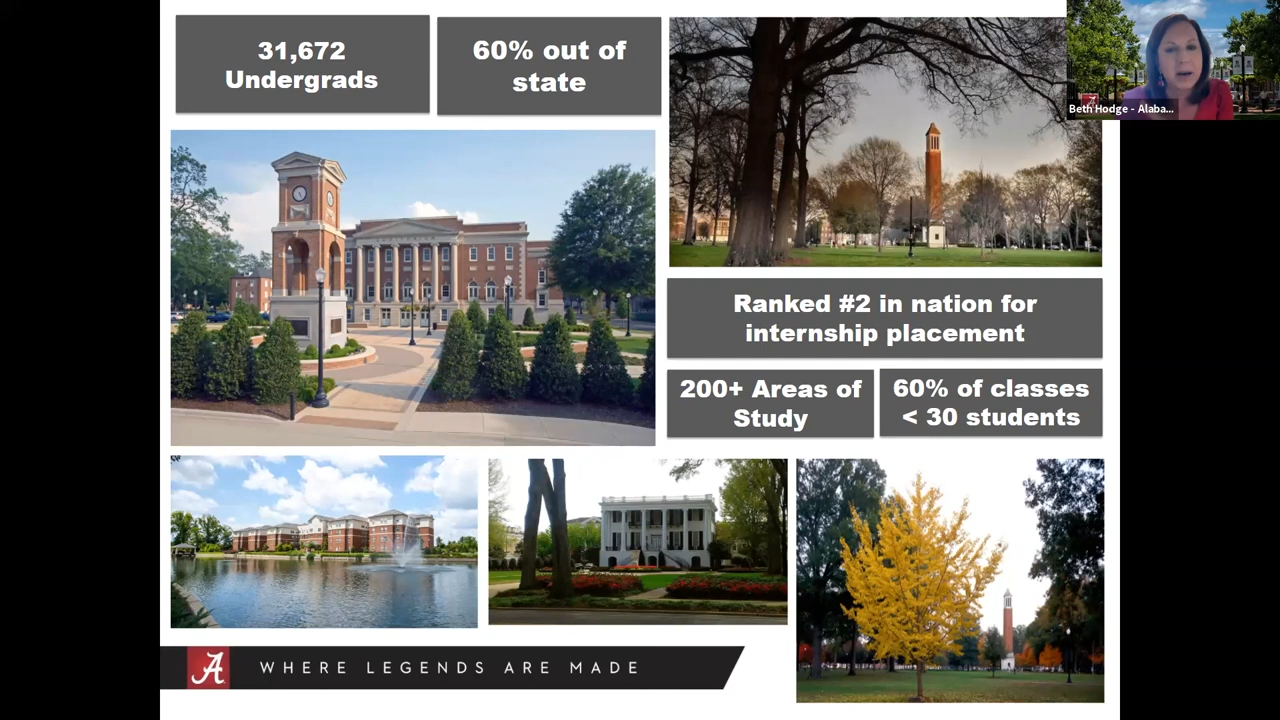 31,672
Undergrads
60% out of
state
Beth Hodge - Alaba...
Ranked #2 in nation for
internship placement
200+ Areas of
Study
60% of classes
< 30 students
A
WHERE LEGENDS ARE MADE